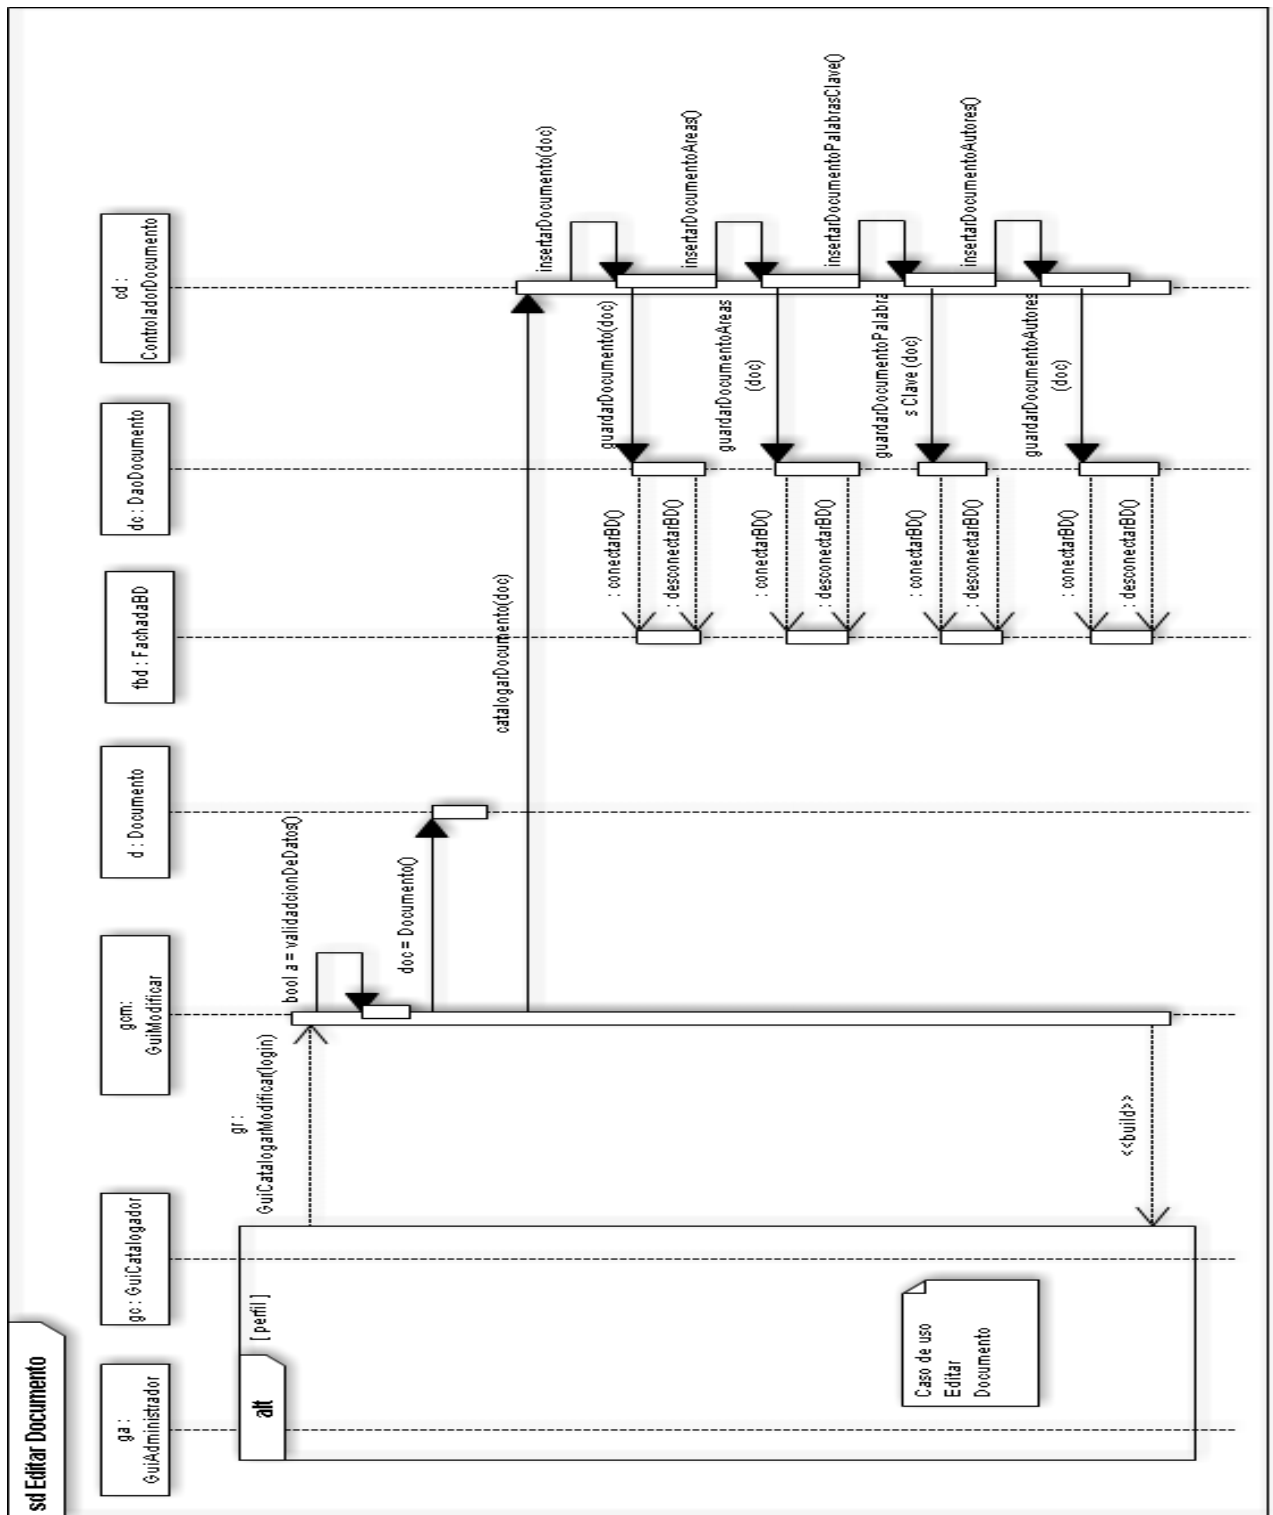 sd Editar Documento
ga :
GuiAdministrador
gc : GuiCatalogador
gcm:
GuiModificar
d : Documento
fbd : FachadaBD
dc : DaoDocumento
cd :
ControladorDocumento
alt
[ perfil ]
gr :
GuiCatalogarModificar(login)
bool a = validadcionDeDatos()
doc = Documento()
catalogarDocumento(doc)
insertarDocumento(doc)
guardarDocumento(doc)
: conectarBD()
: desconectarBD()
insertarDocumentoAreas()
guardarDocumentoAreas
(doc)
: conectarBD()
: desconectarBD()
insertarDocumentoPalabrasClave()
guardarDocumentoPalabra
s Clave (doc)
: conectarBD()
: desconectarBD()
insertarDocumentoAutores()
guardarDocumentoAutores
(doc)
: conectarBD()
: desconectarBD()
<<build>>
Caso de uso
Editar
Documento